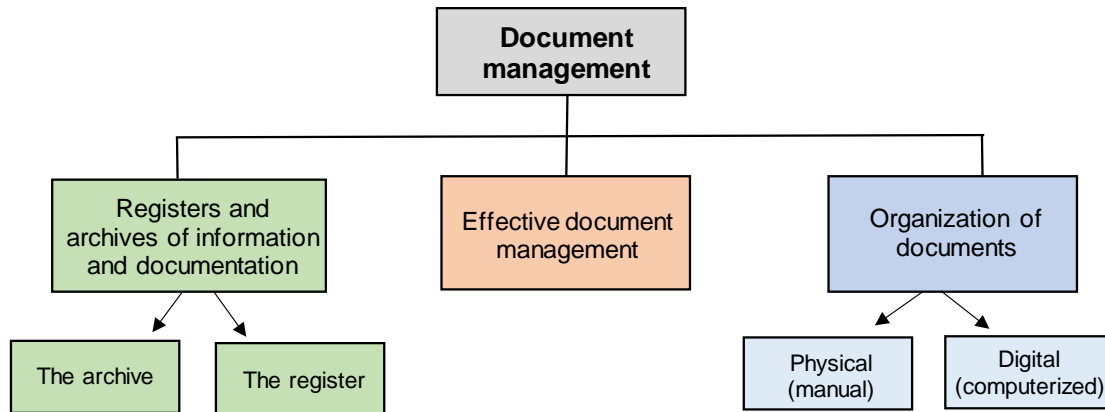 Document
management
Registers and
archives of information
and documentation
Effective document
management
Organization of
documents
The archive
The register
Physical
(manual)
Digital
(computerized)